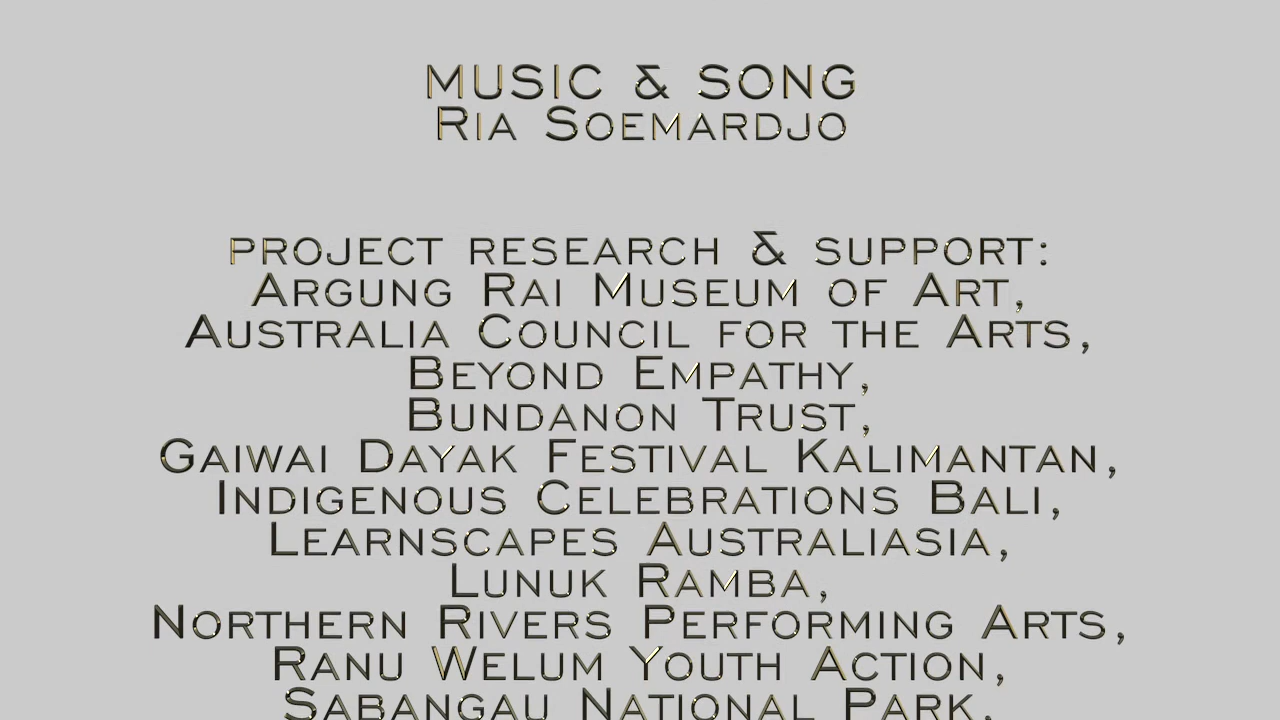 MUSIC & SONG
RIA SOEMARDJO
PROJECT RESEARCH & SUPPORT:
ARGUNG RAI MUSEUM OF ART,
AUSTRALIA COUNCIL FOR THE ARTS,
BEYOND EMPATHY,
BUNDANON TRUST,
GAIWAI DAYAK FESTIVAL KALIMANTAN,
INDIGENOUS CELEBRATIONS BALI,
LEARNSCAPES AUSTRALIASIA,
LUNUK RAMBA,
NORTHERN RIVERS PERFORMING ARTS,
RANU WELUM YOUTH ACTION,
SABANGAU NATIONAL PARK,